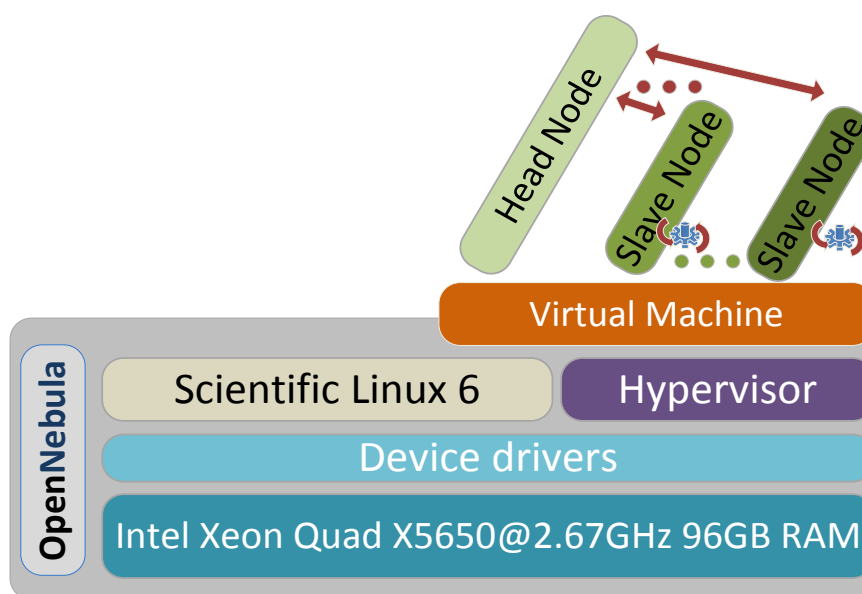 Head Node
Slave Node
Slave Node
Virtual Machine
OpenNebula
Scientific Linux 6
Hypervisor
Device drivers
Intel Xeon Quad X5650@2.67GHz 96GB RAM